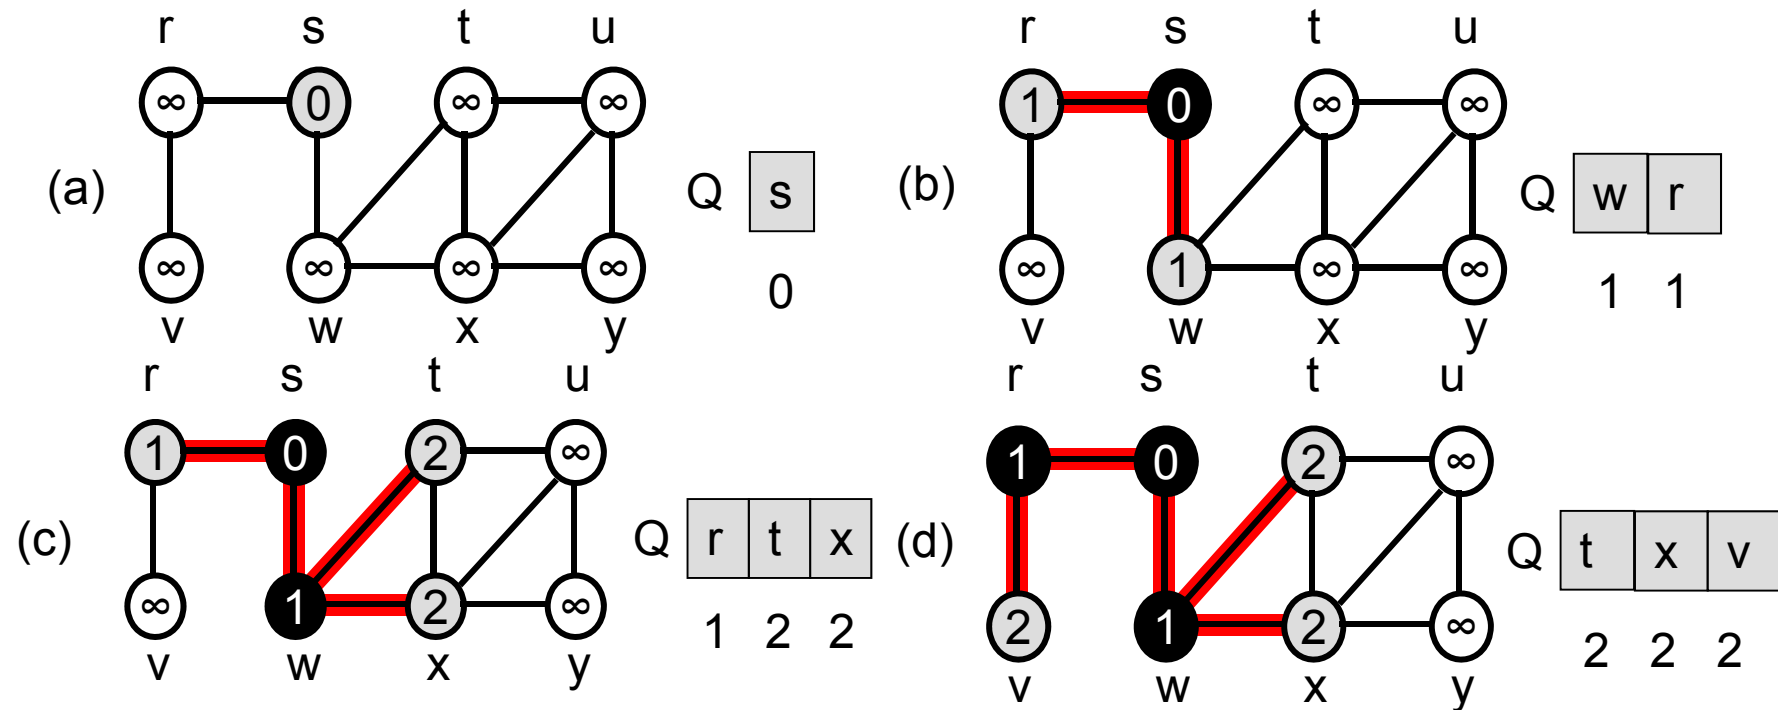 r s t u
∞ 0 ∞ ∞
(a) Q s
∞ ∞ ∞ ∞
0
v w x y
r s t u
1 0 ∞ ∞
(b) Q w r
∞ 1 ∞ ∞
1 1
v w x y
r s t u
1 0 2 ∞
(c) Q r t x
∞ 1 2 ∞
1 2 2
v w x y
r s t u
1 0 2 ∞
(d) Q t x v
2 1 2 ∞
2 2 2
v w x y